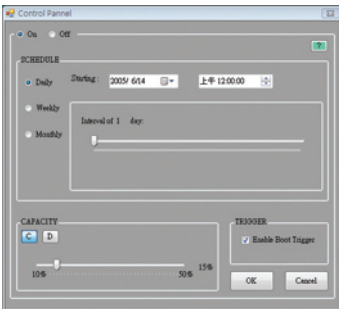 Control Pannel
On Off
?
SCHEDULE
Daily Starting : 2005/ 6/14 上午 12:00:00
Weekly
Monthly
Interval of 1 day:
CAPACITY
C D
10% 50% 15%
TRIGGER
Enable Boot Trigger
OK Cancel